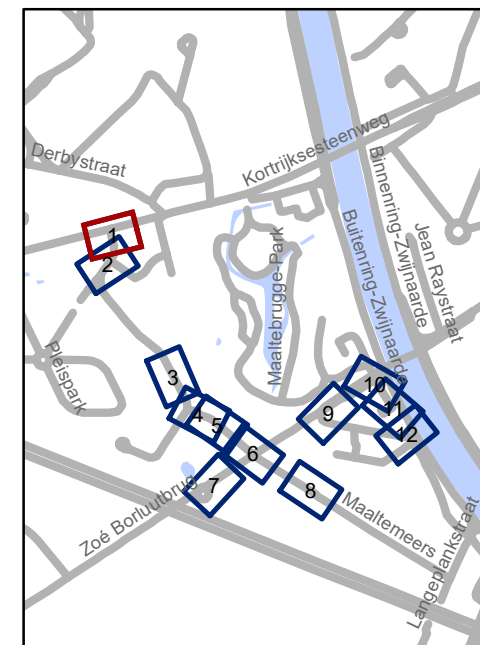 Derbystraat
Kortrijksesteenweg
Binnenring-Zwijnaarde
Buitenring-Zwijnaarde
Jean Raystraat
Maaltebrugge-Park
1
2
Pleispark
3
4
5
6
7
8
9
10
11
12
Zoé Borluutbrug
Maaltemeers
Langeplankstraat